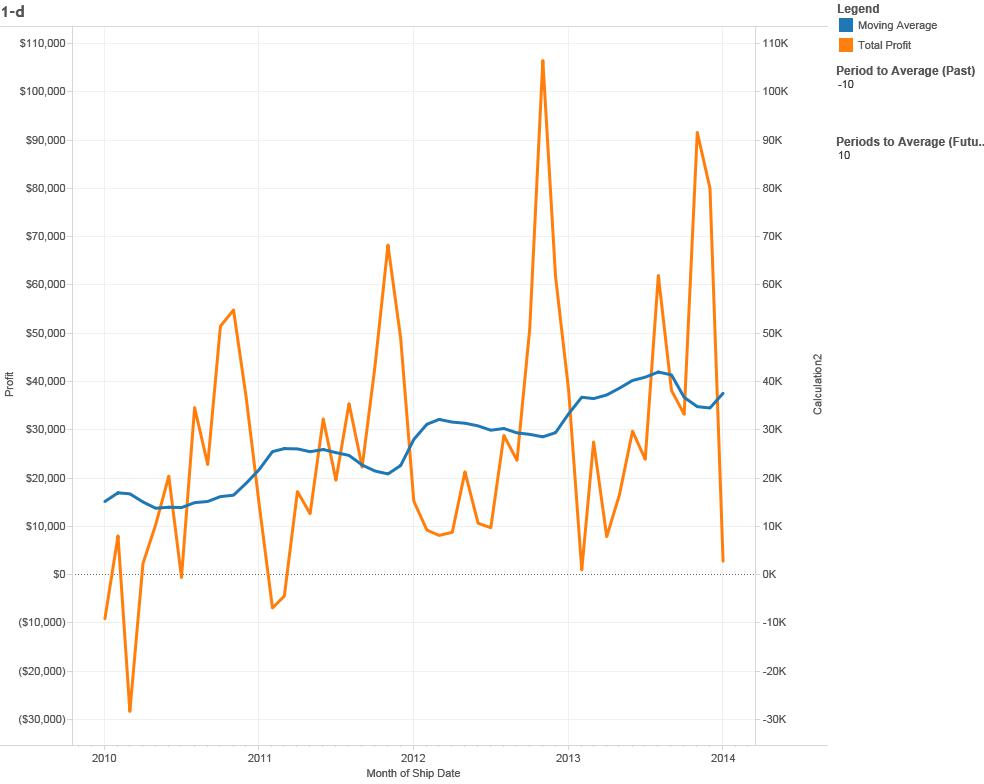 1-d
Legend
Moving Average
Total Profit
Period to Average (Past)
-10
Periods to Average (Futu..
10
$110,000
$100,000
$90,000
$80,000
$70,000
$60,000
$50,000
$40,000
$30,000
$20,000
$10,000
$0
($10,000)
($20,000)
($30,000)
Profit
110K
100K
90K
80K
70K
60K
50K
40K
30K
20K
10K
0K
-10K
-20K
-30K
Calculation2
2010
2011
2012
2013
2014
Month of Ship Date